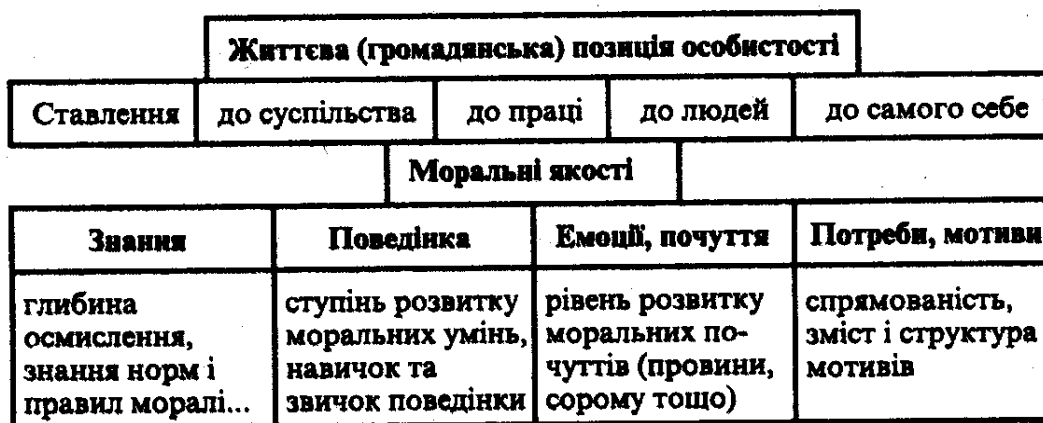 Життєва (громадянська) позиція особистості
Ставлення до суспільства до праці до людей до самого себе
Моральні якості
Знання Поведінка Емоції, почуття Потреби, мотиви
глибина
осмислення,
знання норм і
правил моралі...
ступінь розвитку
моральних умінь,
навичок та
звичок поведінки
рівень розвитку
моральних по-
чуттів (провини,
сорому тощо)
спрямованість,
зміст і структура
мотивів